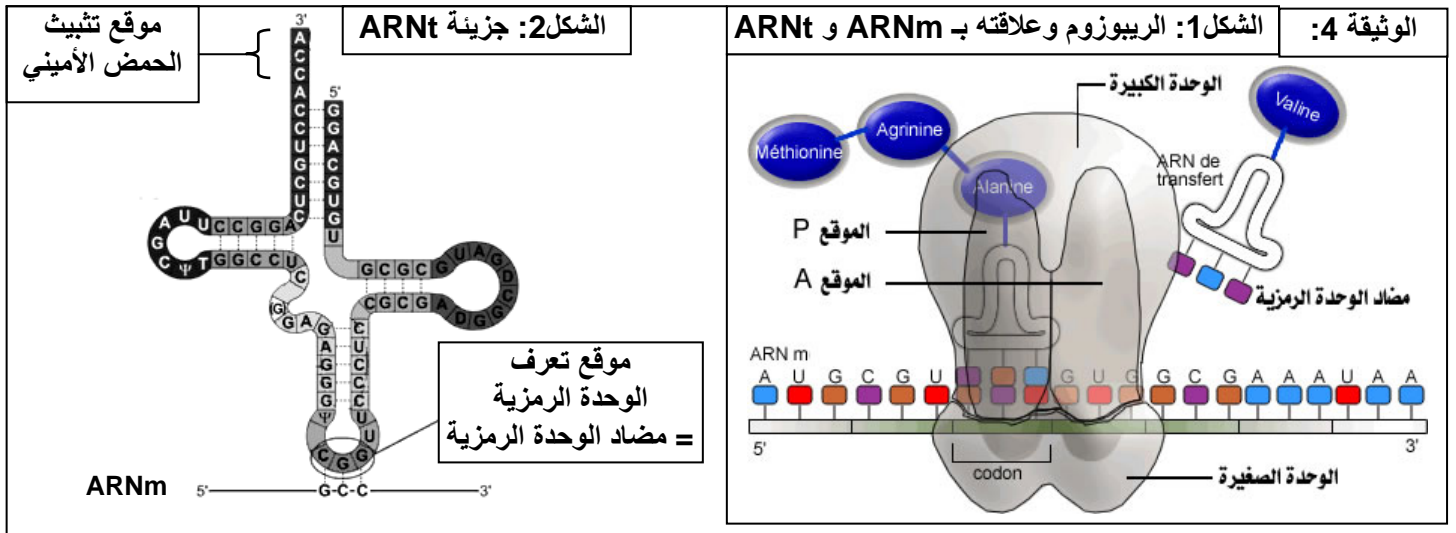 الوثيقة 4:
الشكل1: الريبوزوم وعلاقته بـ ARNm و ARNt
الوحدة الكبيرة
Valine
Agrinine
Méthionine
Alanine
ARN de
transfert
الموقع P
الموقع A
مضاد الوحدة الرمزية
ARN m
A U G C G U G U G G C G A A A U A A
5'
3'
codon
الوحدة الصغيرة
الشكل2: جزيئة ARNt
موقع تثبيث
الحمض الأميني
3'
A C C A C C U G C U C
5'
G G A C G U G U
A G G C C U U A G C Ψ T G G C C U C
G C G C G U A G D C G G D A G C G C
G G A G
G A G G G Ψ
C U C C C U U
C G G
موقع تعرف
الوحدة الرمزية
= مضاد الوحدة الرمزية
ARNm
5'
G-C-C
3'